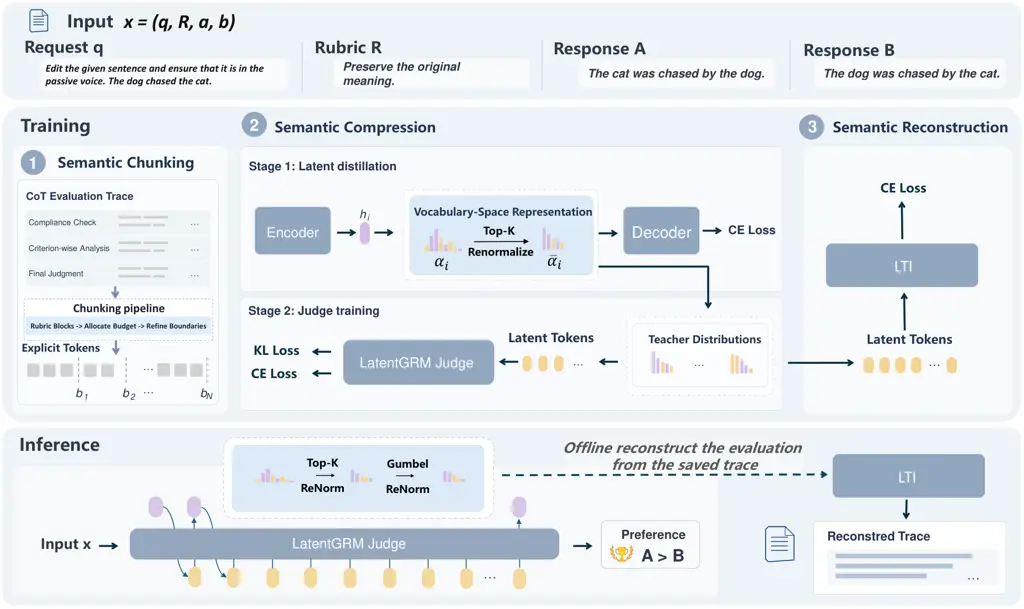 Input x = (q, R, a, b)
Request q
Edit the given sentence and ensure that it is in the
passive voice. The dog chased the cat.
Rubric R
Preserve the original
meaning.
Response A
The cat was chased by the dog.
Response B
The dog was chased by the cat.
Training
1 Semantic Chunking
CoT Evaluation Trace
Compliance Check ...
Criterion-wise Analysis ...
Final Judgment ...
Chunking pipeline
Rubric Blocks -> Allocate Budget -> Refine Boundaries
Explicit Tokens
...
b1 b2 ... bN
2 Semantic Compression
Stage 1: Latent distillation
Encoder
hi
Vocabulary-Space Representation
Top-K
Renormalize
αi
ᾱi
Decoder
CE Loss
Stage 2: Judge training
KL Loss
CE Loss
LatentGRM Judge
Latent Tokens
...
Teacher Distributions
...
3 Semantic Reconstruction
CE Loss
LTI
Latent Tokens
...
Inference
Top-K
ReNorm
Gumbel
ReNorm
Offline reconstruct the evaluation
from the saved trace
LTI
Input x
LatentGRM Judge
...
Preference
A > B
Reconstred Trace
...